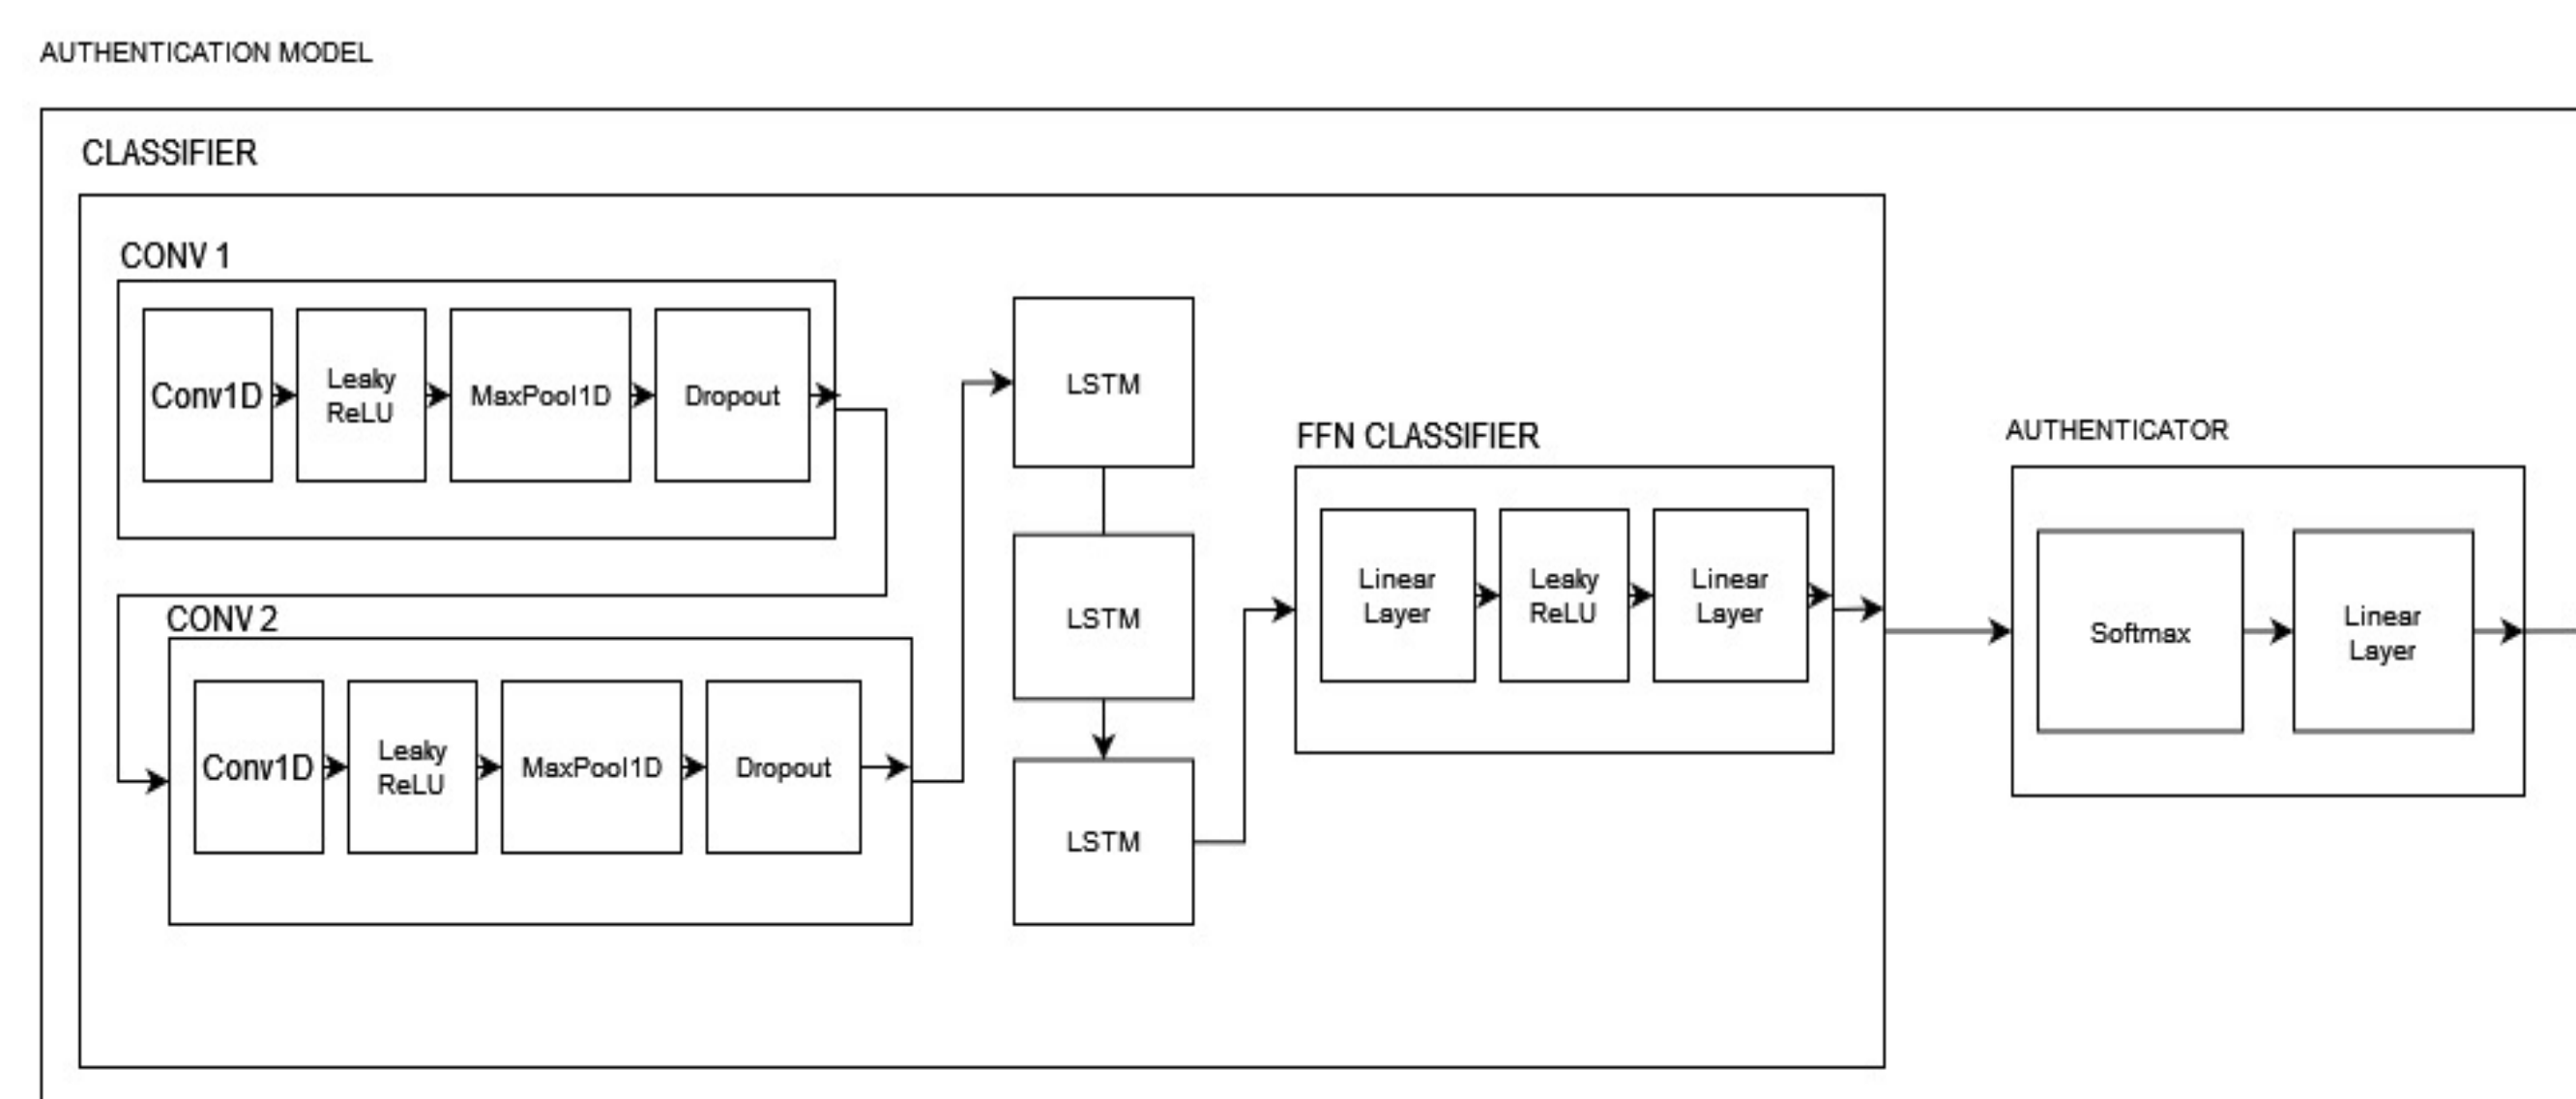 AUTHENTICATION MODEL
CLASSIFIER
CONV 1
Conv1D
Leaky
ReLU
MaxPool1D
Dropout
CONV 2
Conv1D
Leaky
ReLU
MaxPool1D
Dropout
LSTM
LSTM
LSTM
FFN CLASSIFIER
Linear
Layer
Leaky
ReLU
Linear
Layer
AUTHENTICATOR
Softmax
Linear
Layer